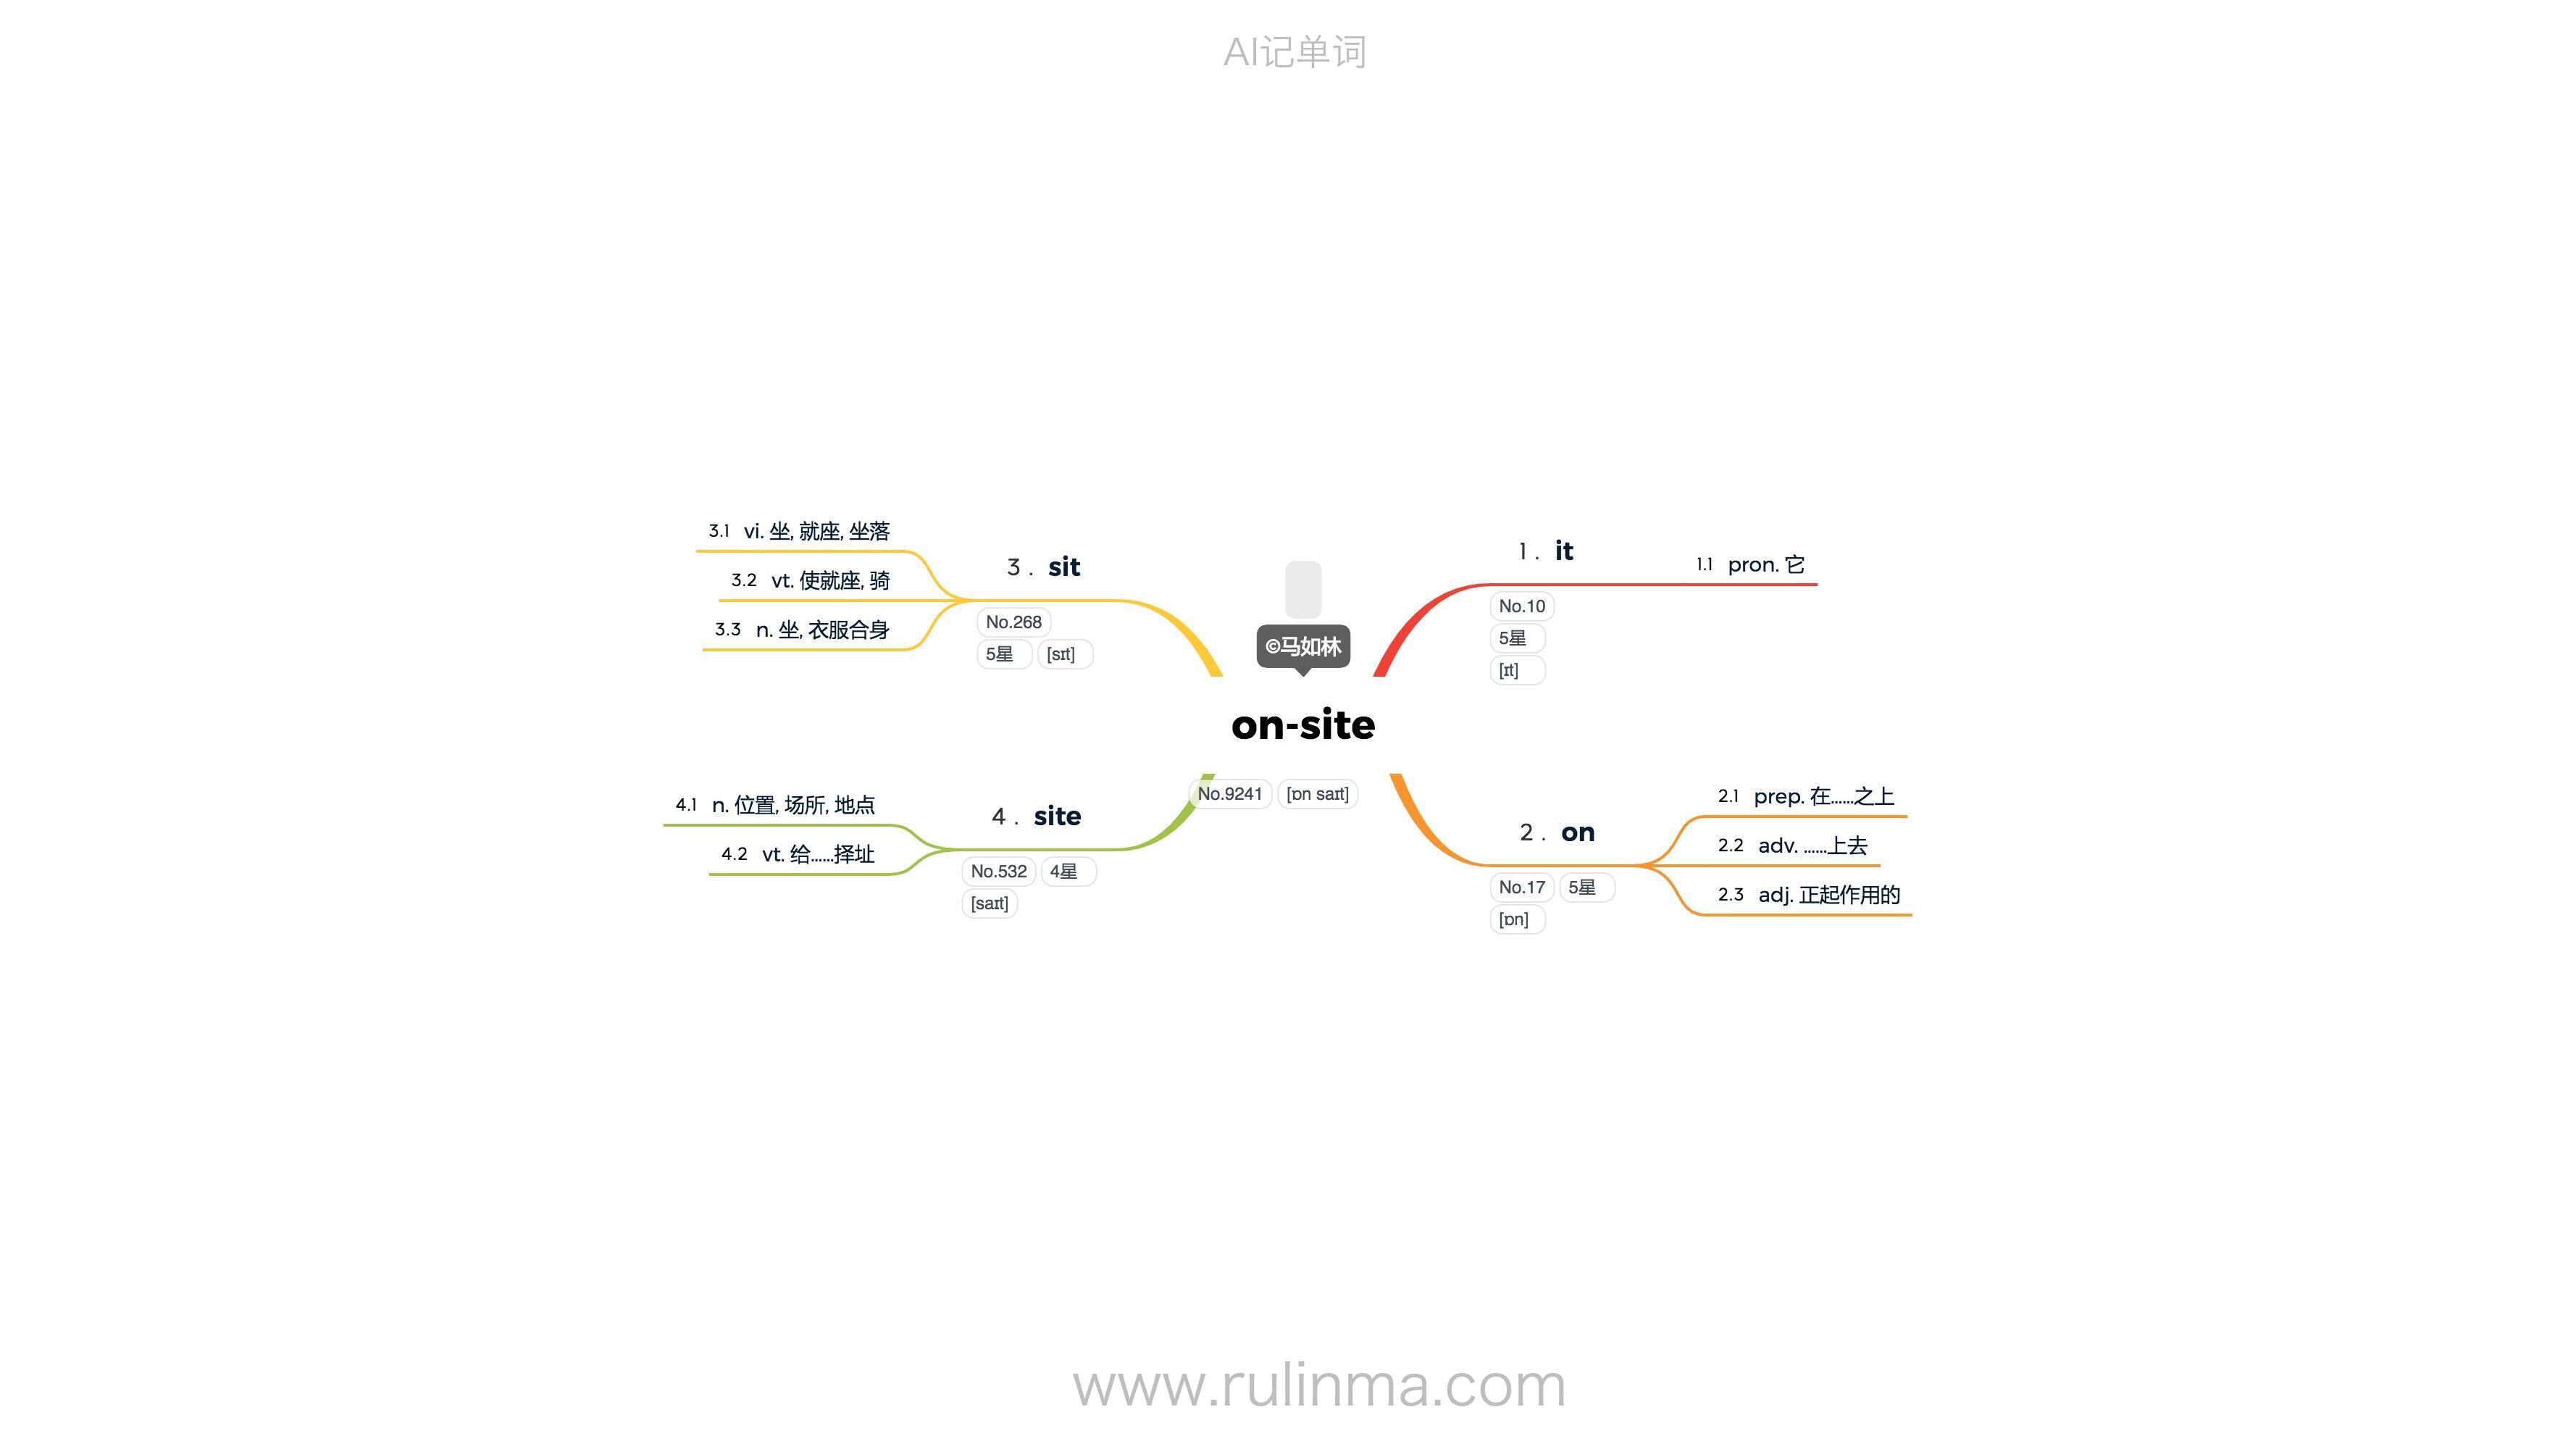 AI记单词
©马如林
on-site
No.9241 [ɒn saɪt]
1 . it
No.10
5星
[ɪt]
1.1 pron. 它
2 . on
No.17 5星
[ɒn]
2.1 prep. 在……之上
2.2 adv. ……上去
2.3 adj. 正起作用的
3 . sit
No.268
5星 [sɪt]
3.1 vi. 坐, 就座, 坐落
3.2 vt. 使就座, 骑
3.3 n. 坐, 衣服合身
4 . site
No.532 4星
[saɪt]
4.1 n. 位置, 场所, 地点
4.2 vt. 给……择址
www.rulinma.com